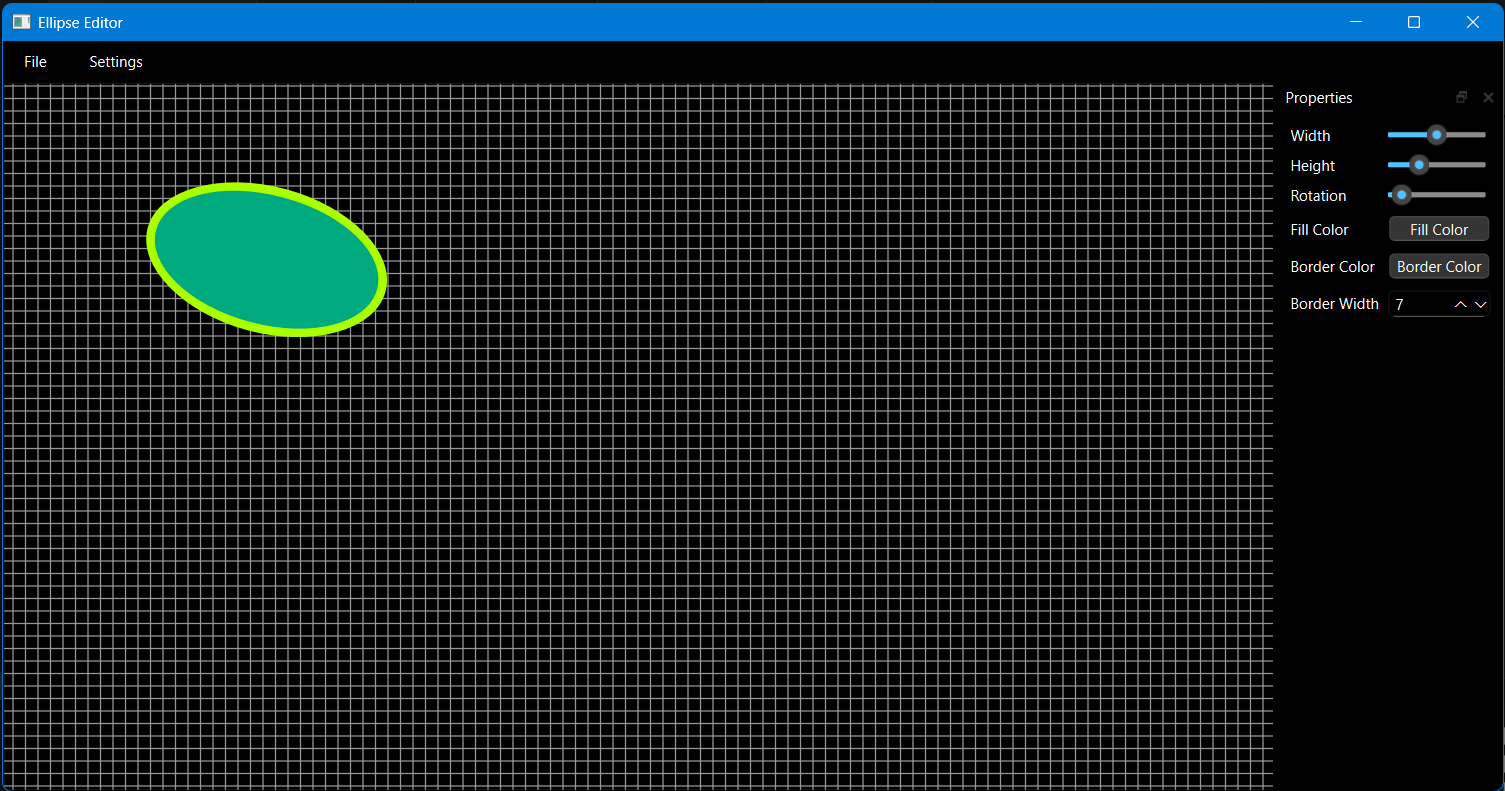 Ellipse Editor
File Settings
Properties
Width
Height
Rotation
Fill Color Fill Color
Border Color Border Color
Border Width 7